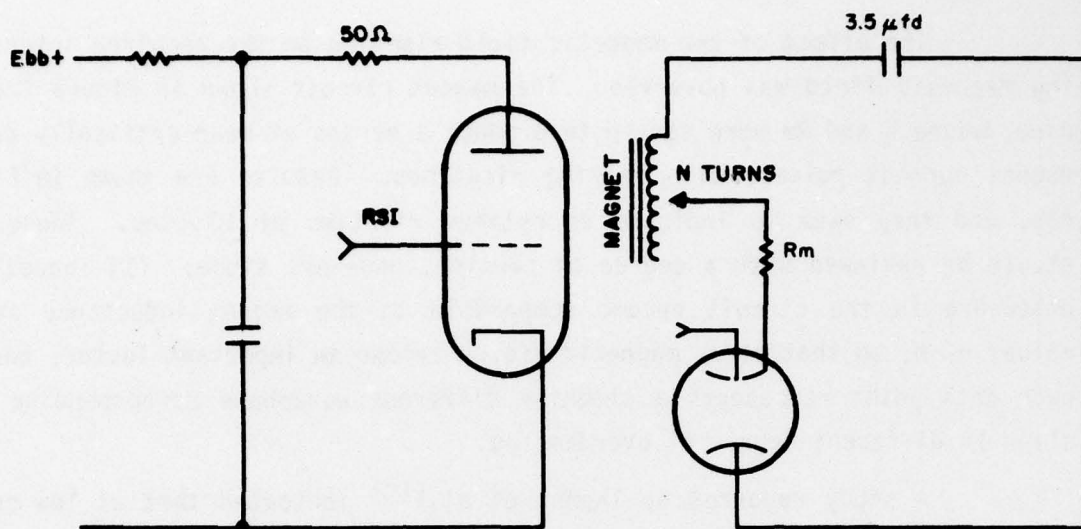 3.5 μfd
50Ω
Ebb+
MAGNET
N TURNS
RSI
Rm